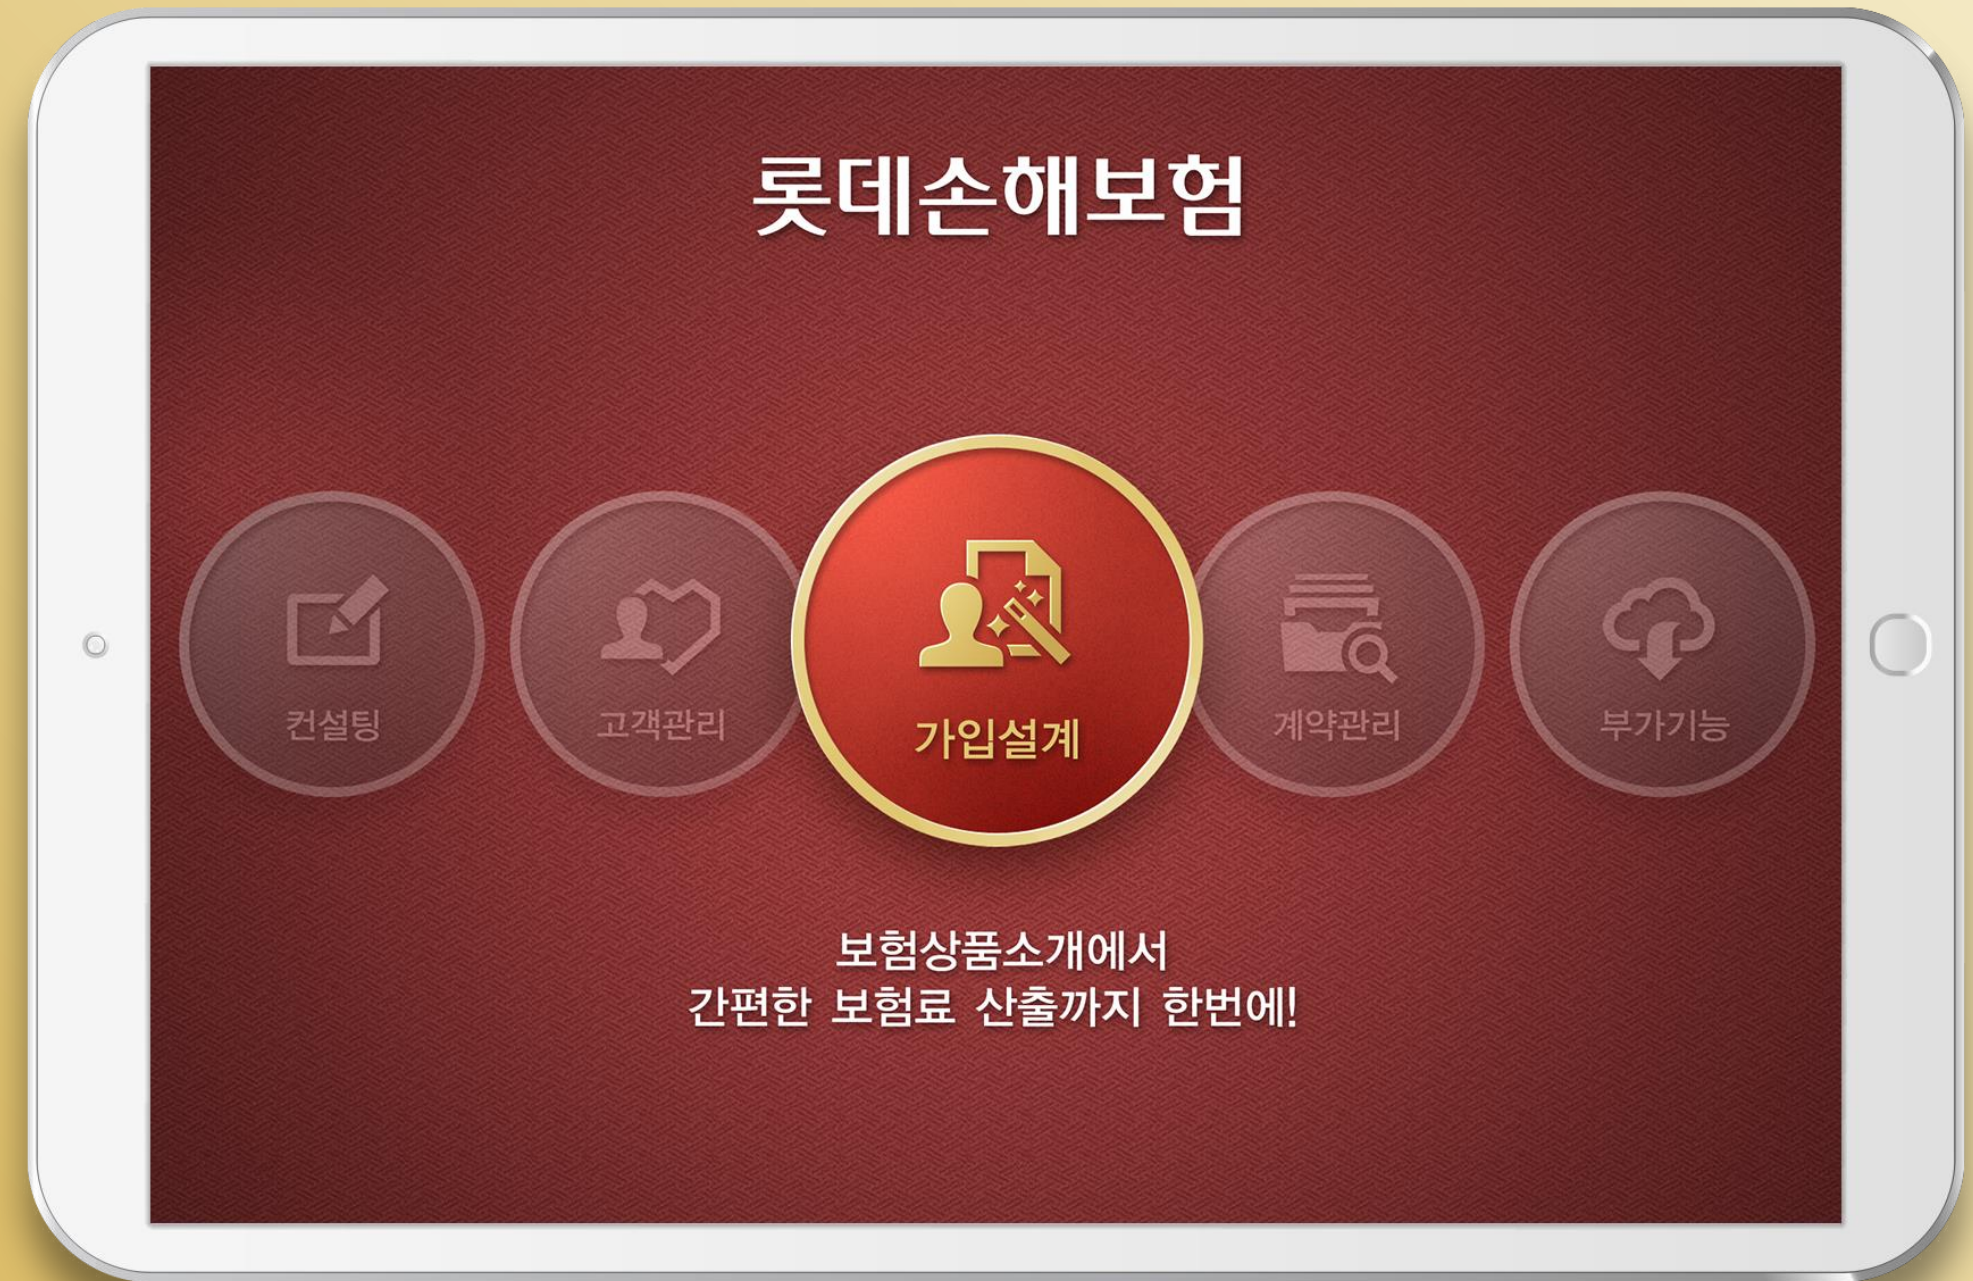 롯데손해보험
컨설팅
고객관리
가입설계
계약관리
부가기능
보험상품소개에서
간편한 보험료 산출까지 한번에!